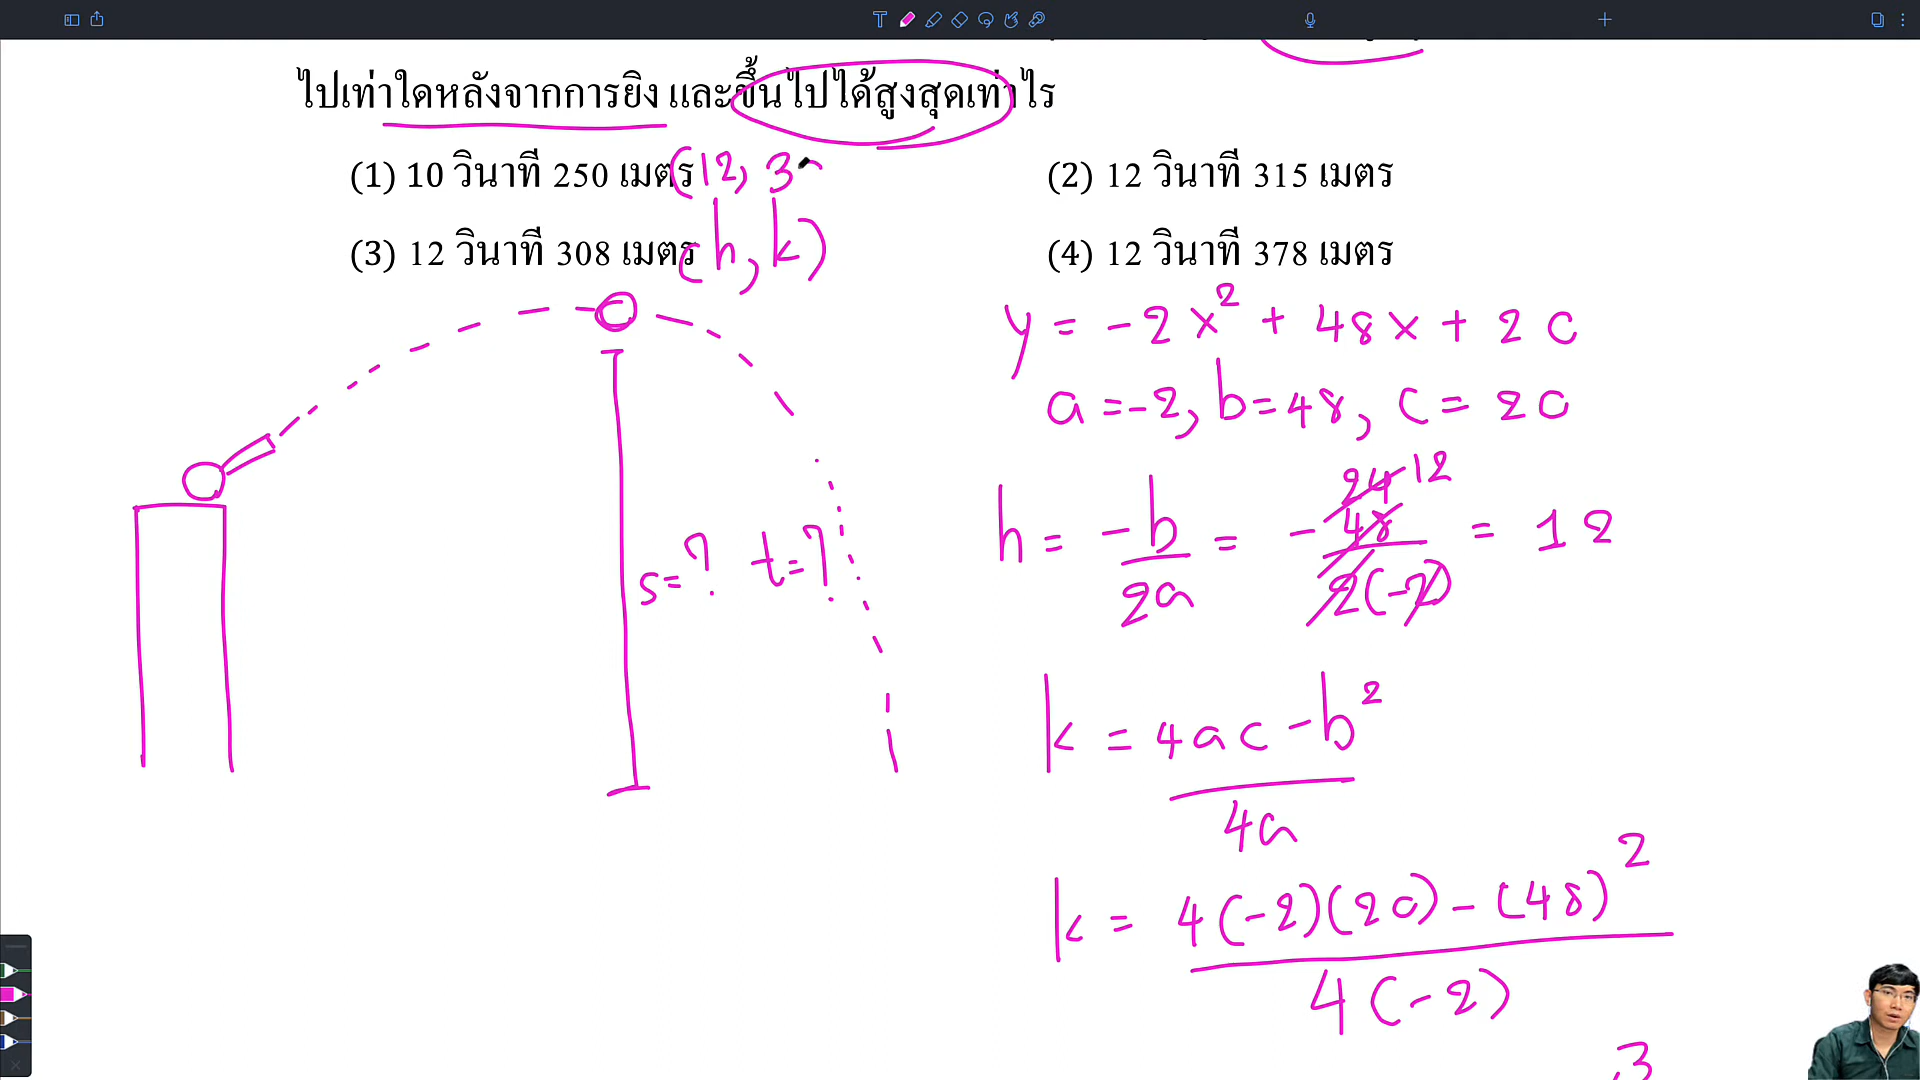 ไปเท่าใดหลังจากการยิง และขึ้นไปได้สูงสุดเท่าไร
(1) 10 วินาที 250 เมตร
(12, 3
(2) 12 วินาที 315 เมตร
(3) 12 วินาที 308 เมตร
(h, k)
(4) 12 วินาที 378 เมตร
y = -2x² + 48x + 20
a = -2, b = 48, c = 20
h = -b/2a = -48/2(-2) = 12
24 12
s = ? t = ?
k = 4ac - b²/4a
k = 4(-2)(20) - (48)²/4(-2)
3